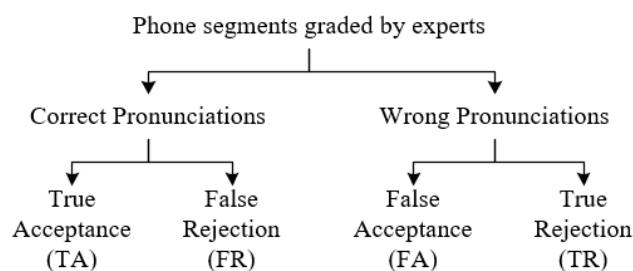 Phone segments graded by experts
Correct Pronunciations
Wrong Pronunciations
True
Acceptance
(TA)
False
Rejection
(FR)
False
Acceptance
(FA)
True
Rejection
(TR)